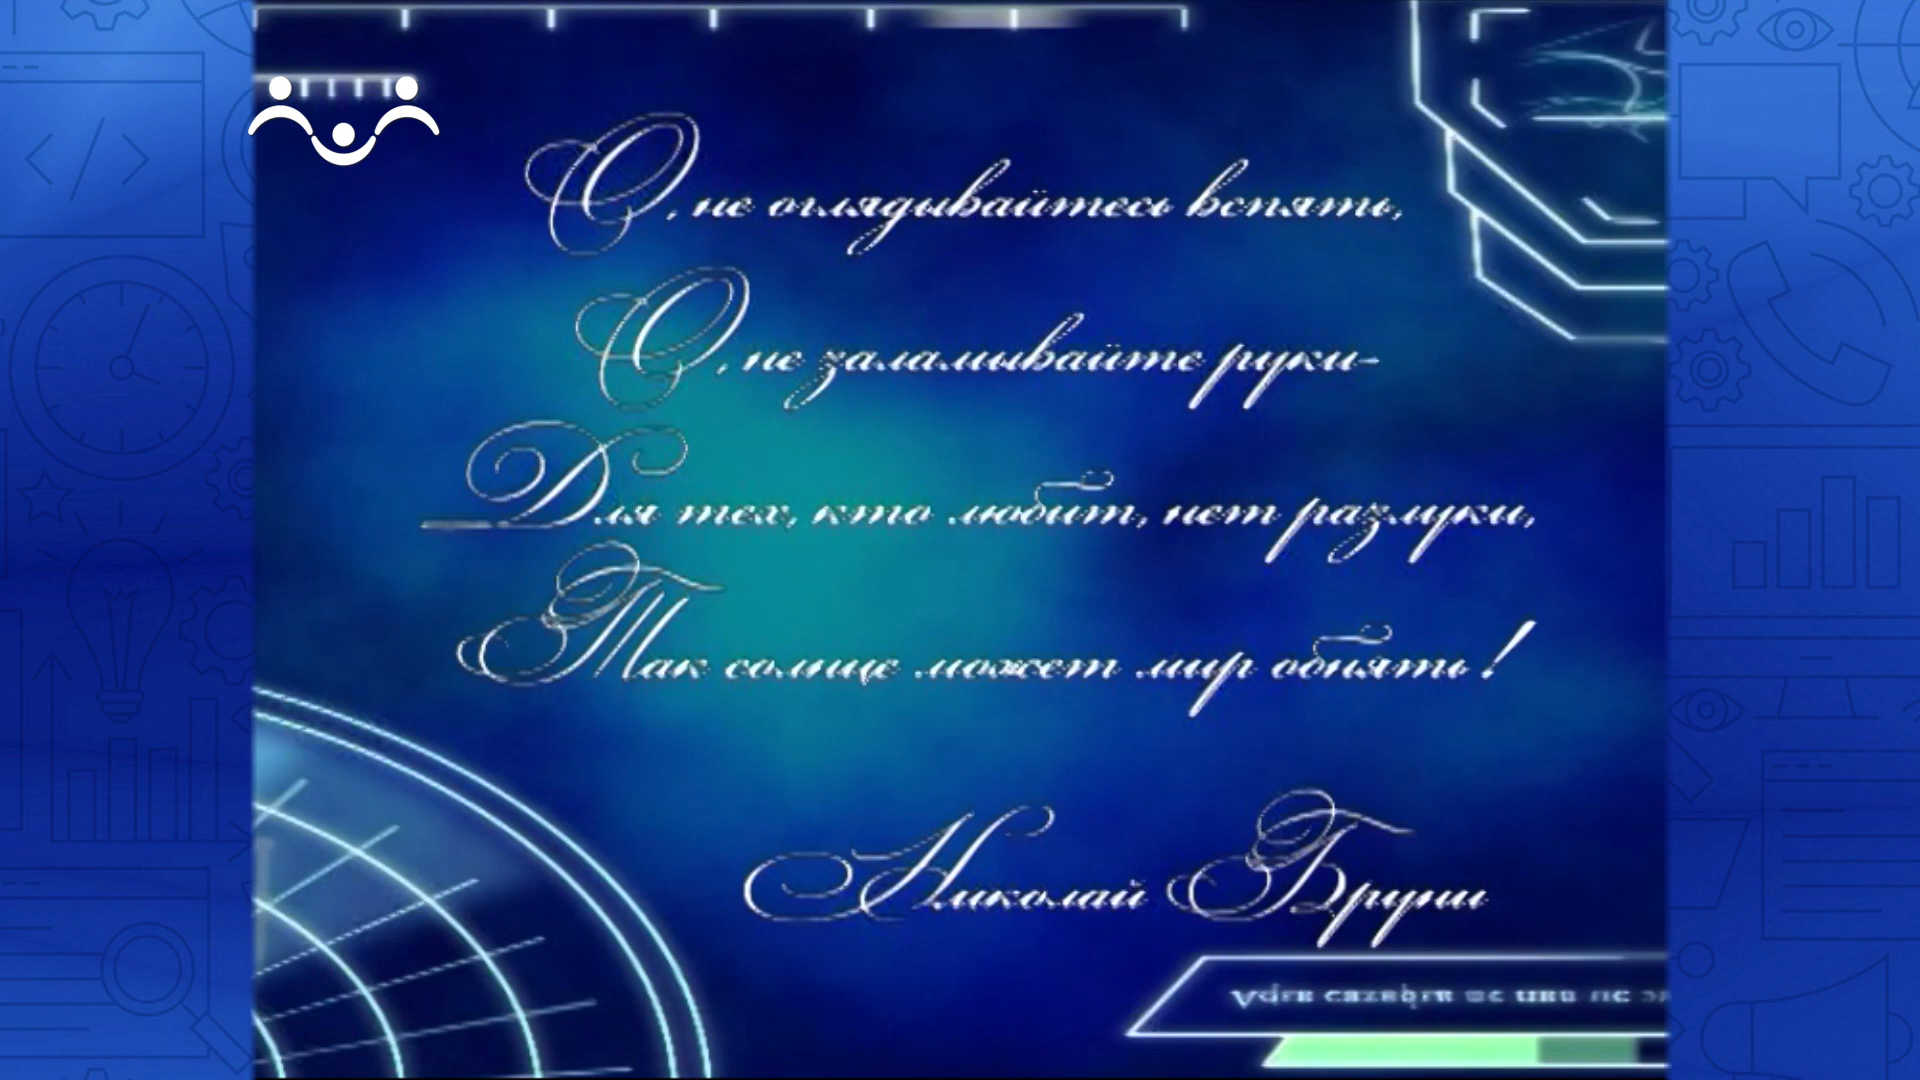 О, не оглядывайтесь вспять,
О, не заламывайте руки-
Для тех, кто любит, нет разлуки,
Так солнце может мир обнять!
Николай Бруни